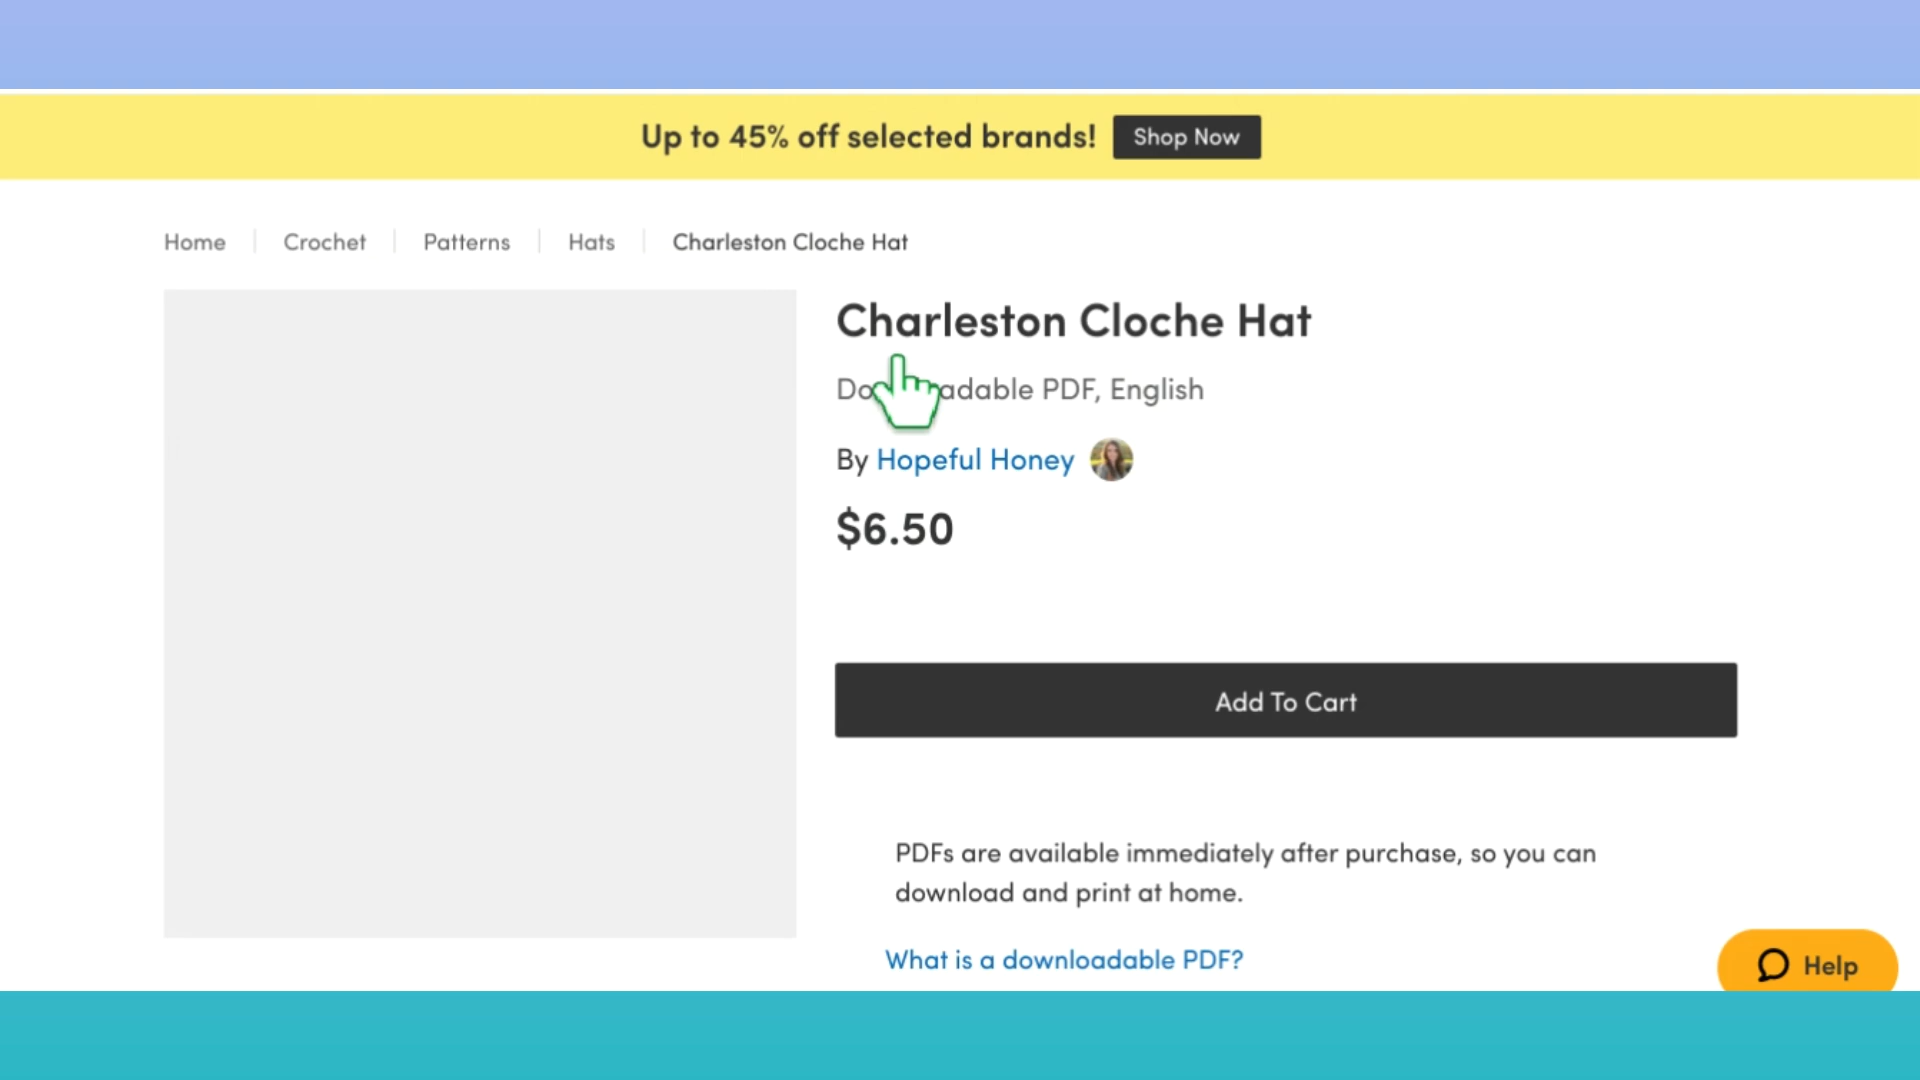 Up to 45% off selected brands! Shop Now
Home Crochet Patterns Hats Charleston Cloche Hat
Charleston Cloche Hat
PDF, English
By Hopeful Honey
$6.50
Add To Cart
PDFs are available immediately after purchase, so you can
download and print at home.
What is a downloadable PDF?
Help